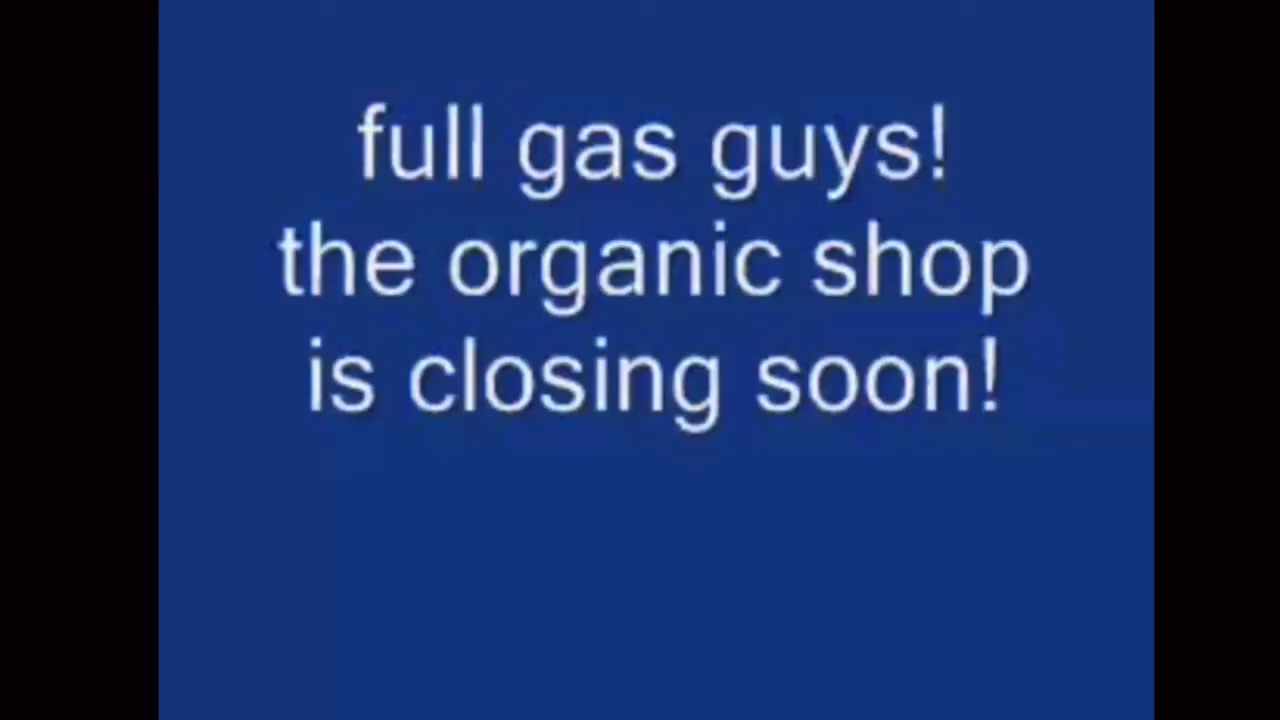 full gas guys!
the organic shop
is closing soon!